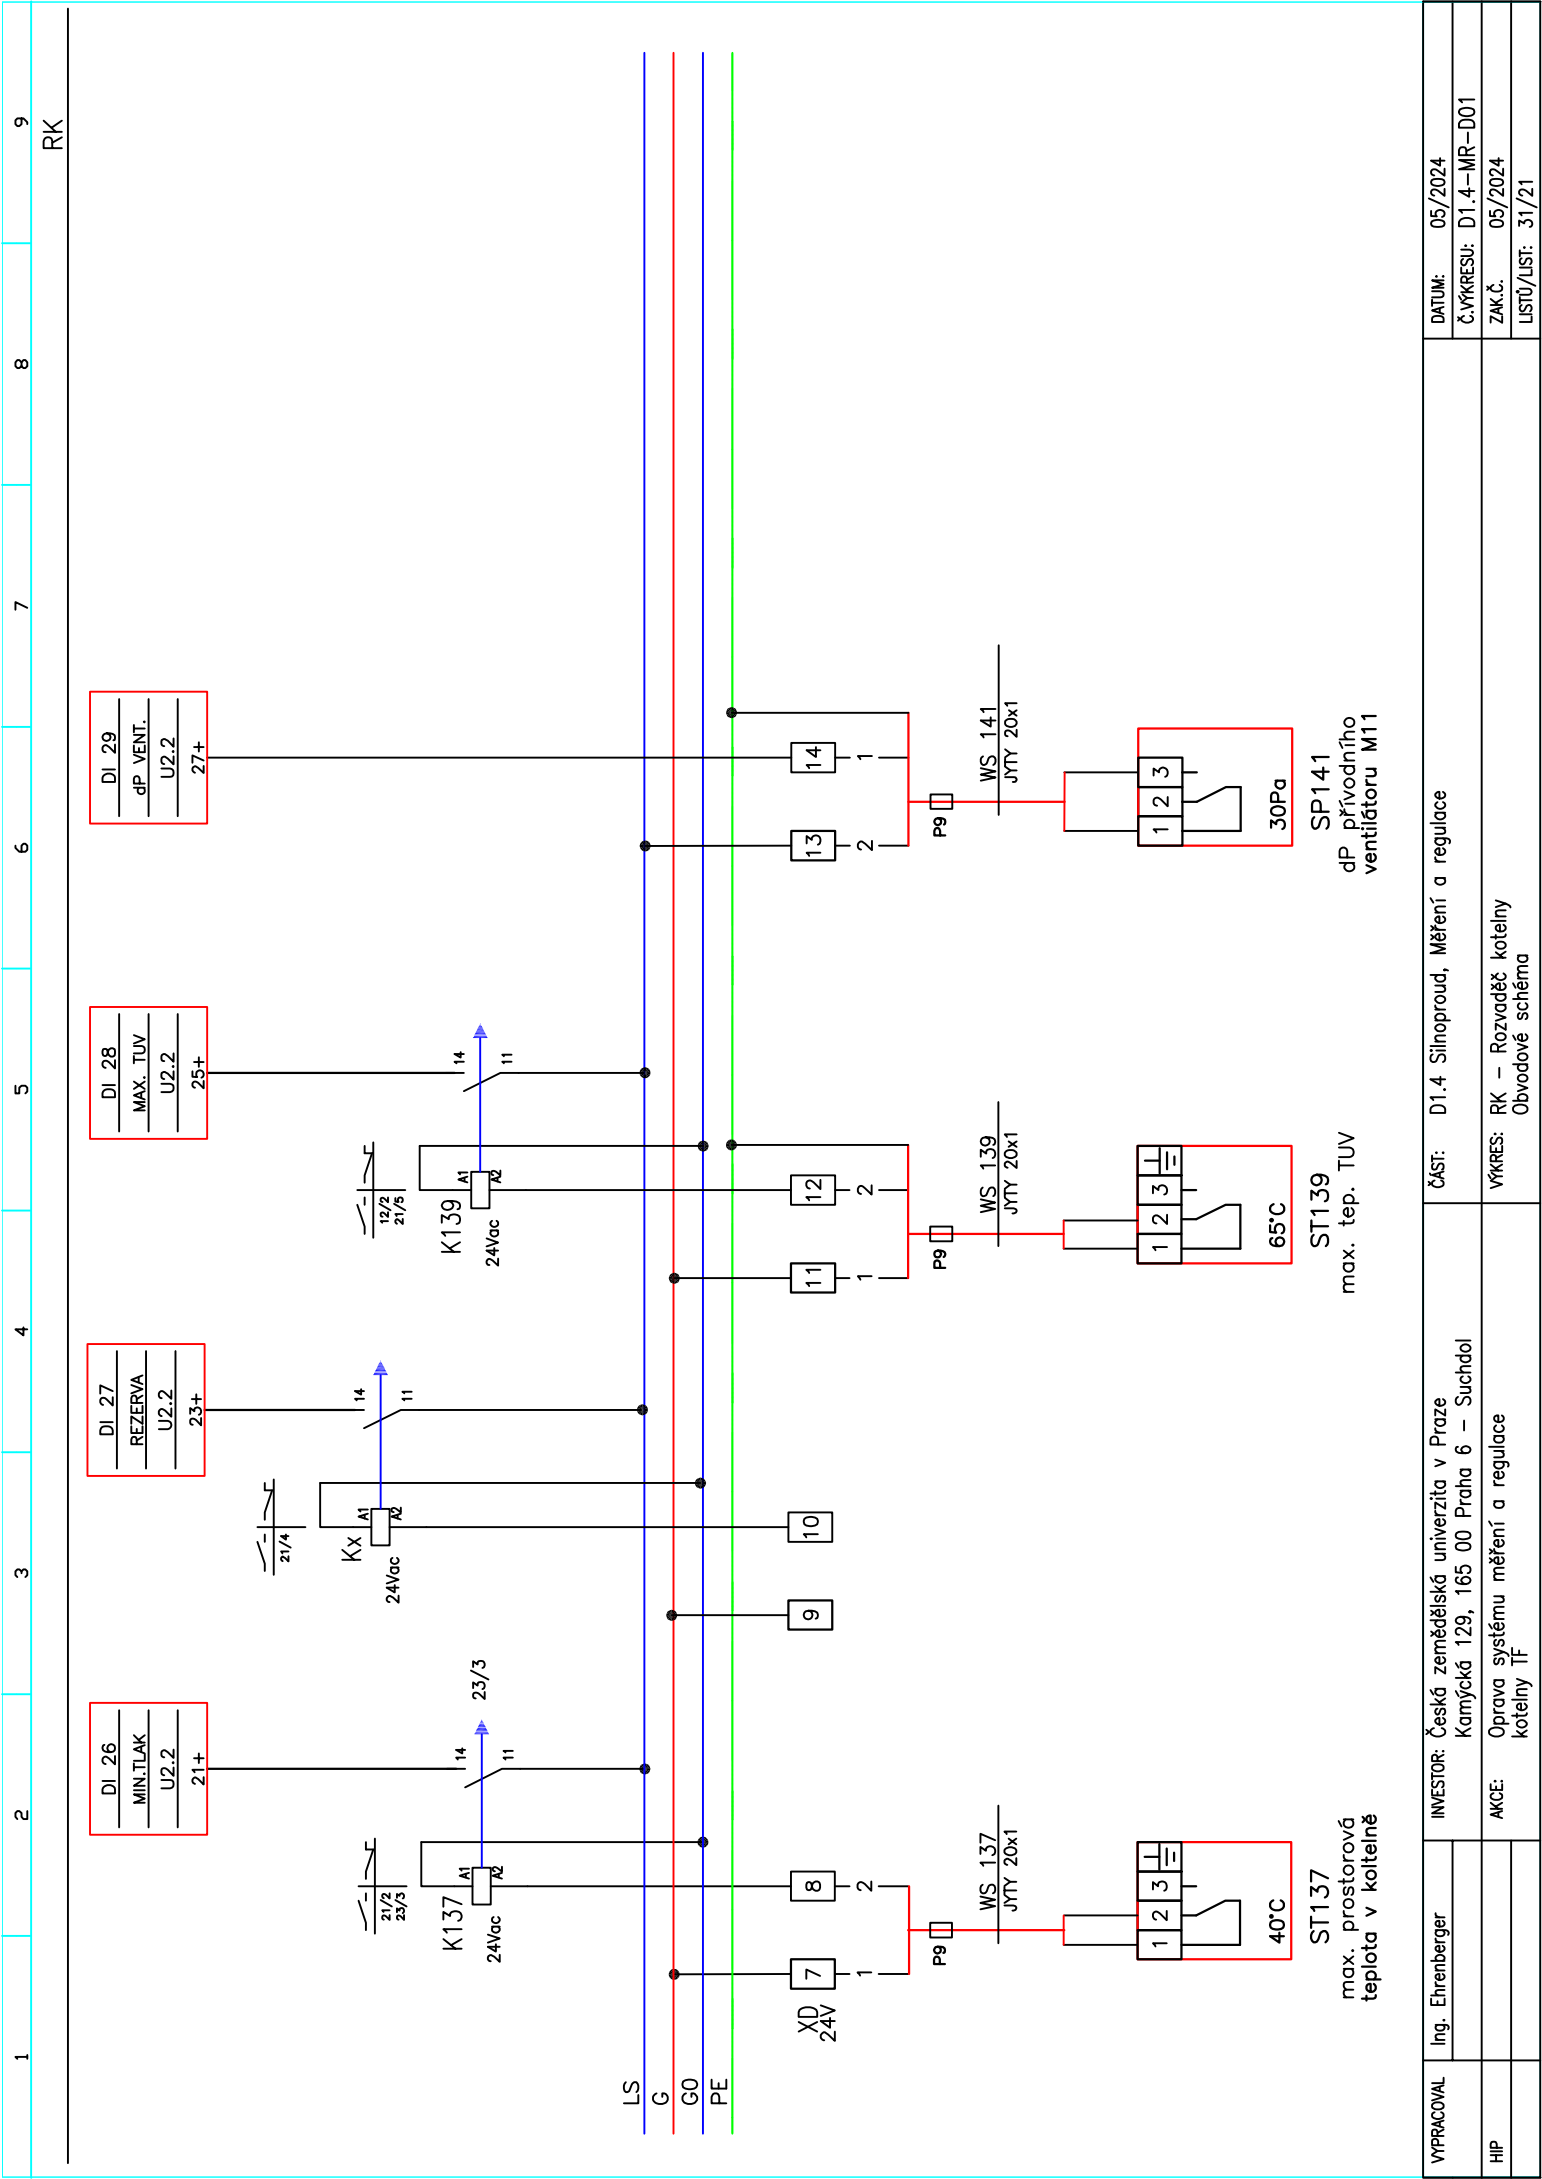 1 2 3 4 5 6 7 8 9
RK
DI 26
MIN.TLAK
U2.2
21+
DI 27
REZERVA
U2.2
23+
DI 28
MAX. TUV
U2.2
25+
DI 29
dP VENT.
U2.2
27+
21/2
23/3
K137
24Vac
A1
A2
14
11
23/3
21/4
Kx
24Vac
A1
A2
14
11
12/2
21/5
K139
24Vac
A1
A2
14
11
LS
G
G0
PE
XD
24V
7 8 9 10 11 12 13 14
1 2 1 2 2 1
P9
WS 137
JYTY 20x1
P9
WS 139
JYTY 20x1
P9
WS 141
JYTY 20x1
1 2 3
40°C
ST137
max. prostorová
teplota v koltelně
1 2 3
65°C
ST139
max. tep. TUV
1 2 3
30Pa
SP141
dP přívodního
ventilátoru M11
VYPRACOVAL
Ing. Ehrenberger
HIP
INVESTOR: Česká zemědělská univerzita v Praze
Kamýcká 129, 165 00 Praha 6 – Suchdol
AKCE: Oprava systému měření a regulace
kotelny TF
ČÁST: D1.4 Silnoproud, Měření a regulace
VÝKRES: RK – Rozvaděč kotelny
Obvodové schéma
DATUM: 05/2024
Č.VÝKRESU: D1.4–MR–D01
ZAK.Č. 05/2024
LISTŮ/LIST: 31/21